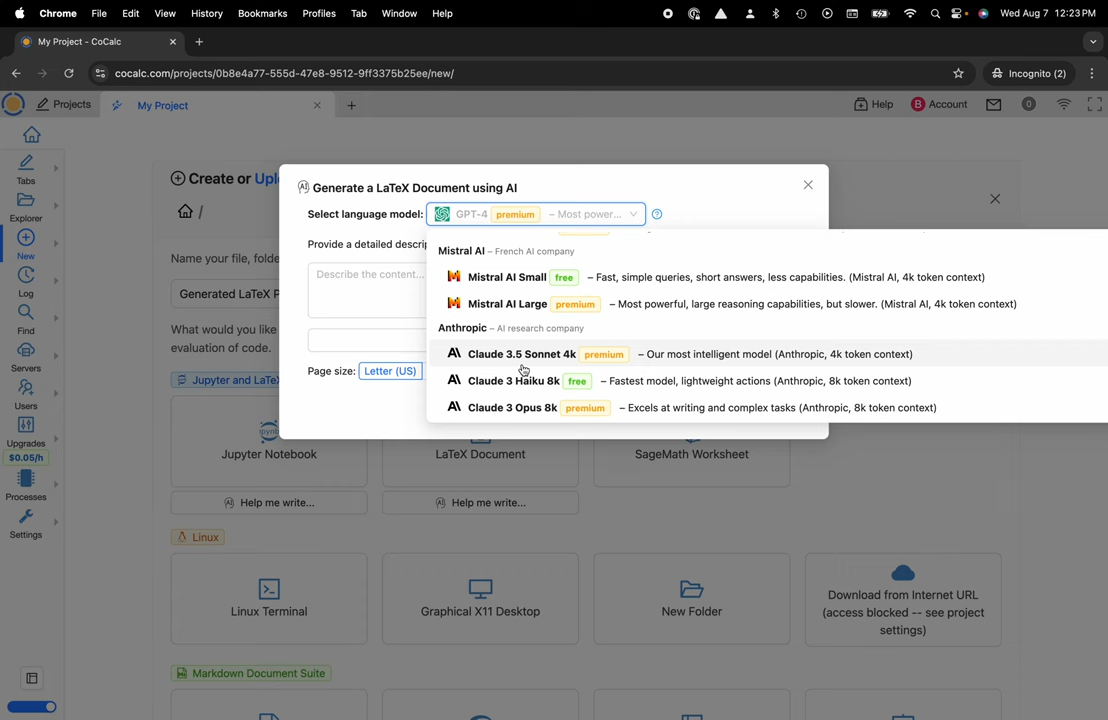 Chrome File Edit View History Bookmarks Profiles Tab Window Help Wed Aug 7 12:23 PM
My Project - CoCalc
cocalc.com/projects/0b8e4a77-555d-47e8-9512-9ff3375b25ee/new/ Incognito (2)
Projects My Project Help B Account 0
Tabs
Explorer
New
Log
Find
Servers
Users
Upgrades
$0.05/h
Processes
Settings
Create or Upl
/
Name your file, folde
Generated LaTeX P
What would you like
evaluation of code.
Jupyter and LaTe
Generate a LaTeX Document using AI
Select language model: GPT-4 premium – Most power...
Provide a detailed descrip
Describe the content...
Page size: Letter (US)
Mistral AI – French AI company
Mistral AI Small free – Fast, simple queries, short answers, less capabilities. (Mistral AI, 4k token context)
Mistral AI Large premium – Most powerful, large reasoning capabilities, but slower. (Mistral AI, 4k token context)
Anthropic – AI research company
Claude 3.5 Sonnet 4k premium – Our most intelligent model (Anthropic, 4k token context)
Claude 3 Haiku 8k free – Fastest model, lightweight actions (Anthropic, 8k token context)
Claude 3 Opus 8k premium – Excels at writing and complex tasks (Anthropic, 8k token context)
Jupyter Notebook LaTeX Document SageMath Worksheet
Help me write... Help me write...
Linux
Linux Terminal Graphical X11 Desktop New Folder Download from Internet URL
(access blocked -- see project
settings)
Markdown Document Suite